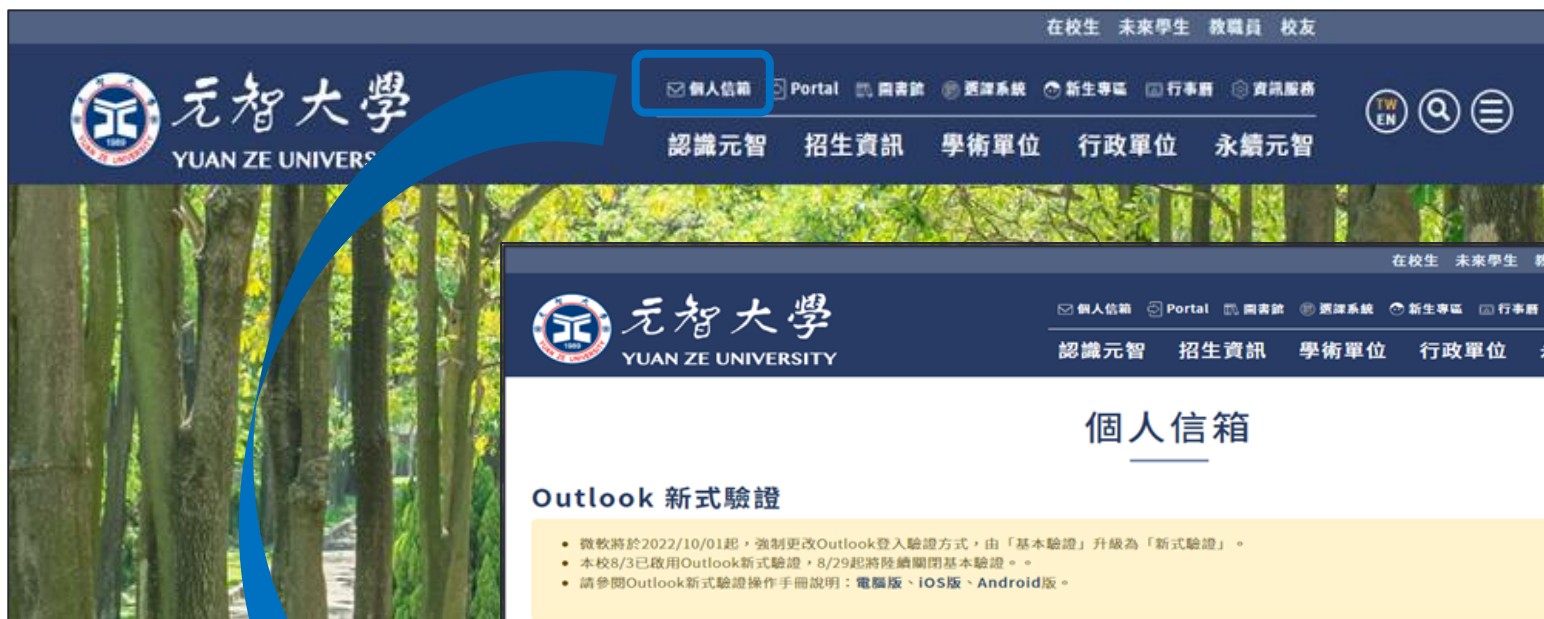 在校生 未來學生 教職員 校友
個人信箱 Portal 圖書館 選課系統 新生專區 行事曆 資訊服務
元智大學
YUAN ZE UNIVERS
1989
認識元智 招生資訊 學術單位 行政單位 永續元智
TW
EN
在校生 未來學生
個人信箱 Portal 圖書館 選課系統 新生專區 行事曆
元智大學
YUAN ZE UNIVERSITY
1989
認識元智 招生資訊 學術單位 行政單位
個人信箱
Outlook 新式驗證
• 微軟將於2022/10/01起，強制更改Outlook登入驗證方式，由「基本驗證」升級為「新式驗證」。
• 本校8/3已啟用Outlook新式驗證，8/29起將陸續關閉基本驗證。。
• 請參閱Outlook新式驗證操作手冊說明：電腦版、iOS版、Android版。